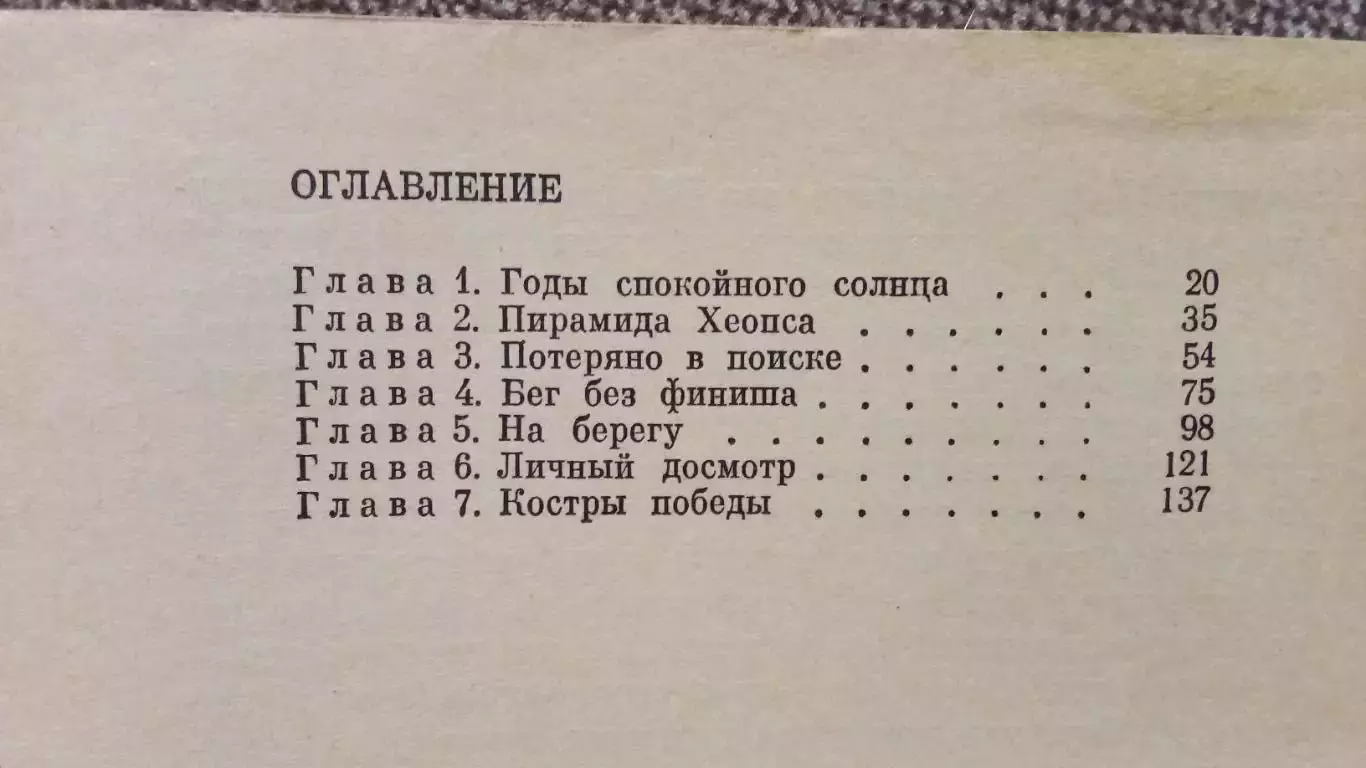 ОГЛАВЛЕНИЕ
Глава 1. Годы спокойного солнца . . . 20
Глава 2. Пирамида Хеопса . . . . . . 35
Глава 3. Потеряно в поиске . . . . . . 54
Глава 4. Бег без финиша . . . . . . . 75
Глава 5. На берегу . . . . . . . . . 98
Глава 6. Личный досмотр . . . . . . . 121
Глава 7. Костры победы . . . . . . . 137